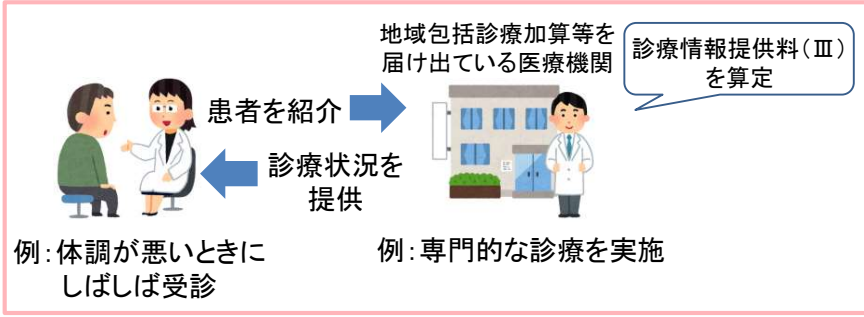 地域包括診療加算等を
届け出ている医療機関
診療情報提供料(Ⅲ)
を算定
患者を紹介
診療状況を
提供
例:体調が悪いときに
しばしば受診
例:専門的な診療を実施